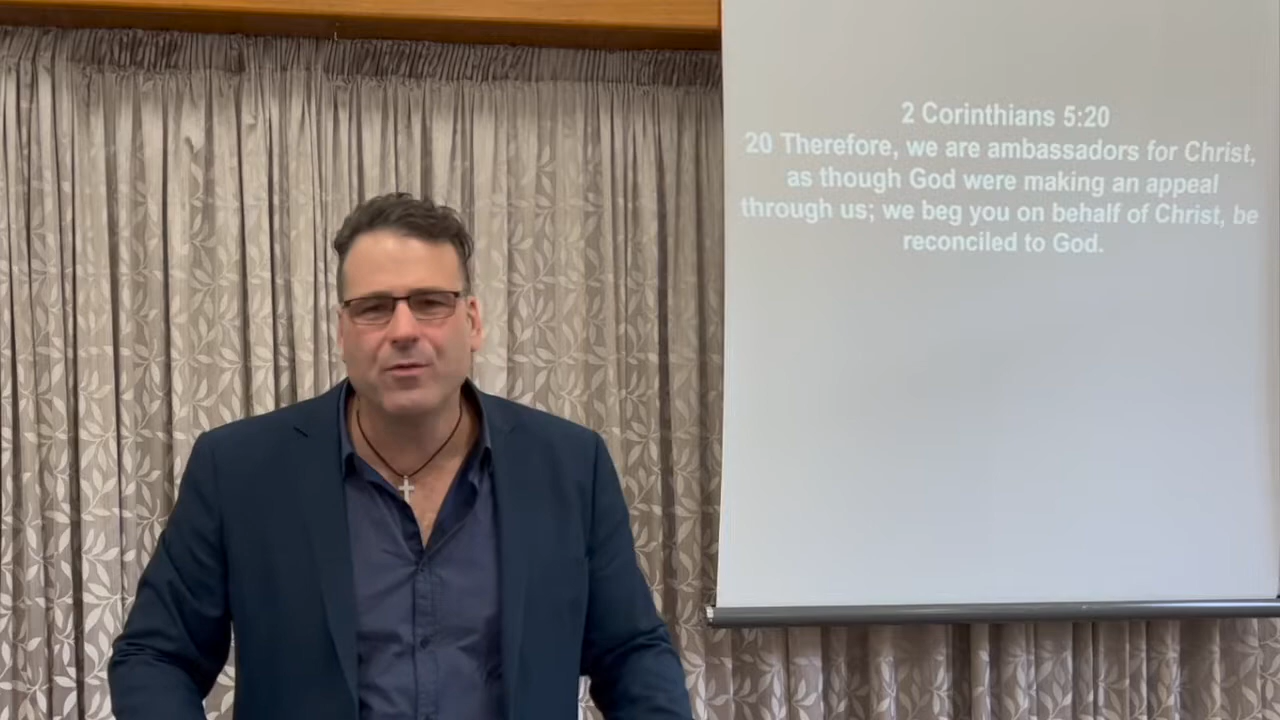 2 Corinthians 5:20
20 Therefore, we are ambassadors for Christ,
as though God were making an appeal
through us; we beg you on behalf of Christ, be
reconciled to God.